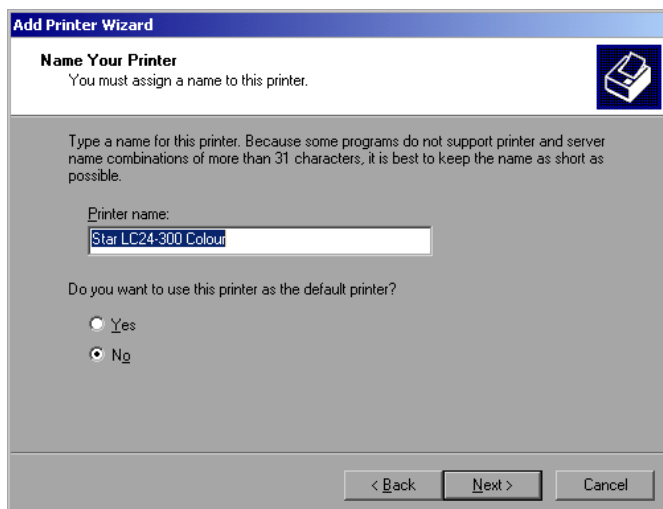 Add Printer Wizard
Name Your Printer
You must assign a name to this printer.
Type a name for this printer. Because some programs do not support printer and server
name combinations of more than 31 characters, it is best to keep the name as short as
possible.
Printer name:
Star LC24-300 Colour
Do you want to use this printer as the default printer?
Yes
No
< Back
Next >
Cancel